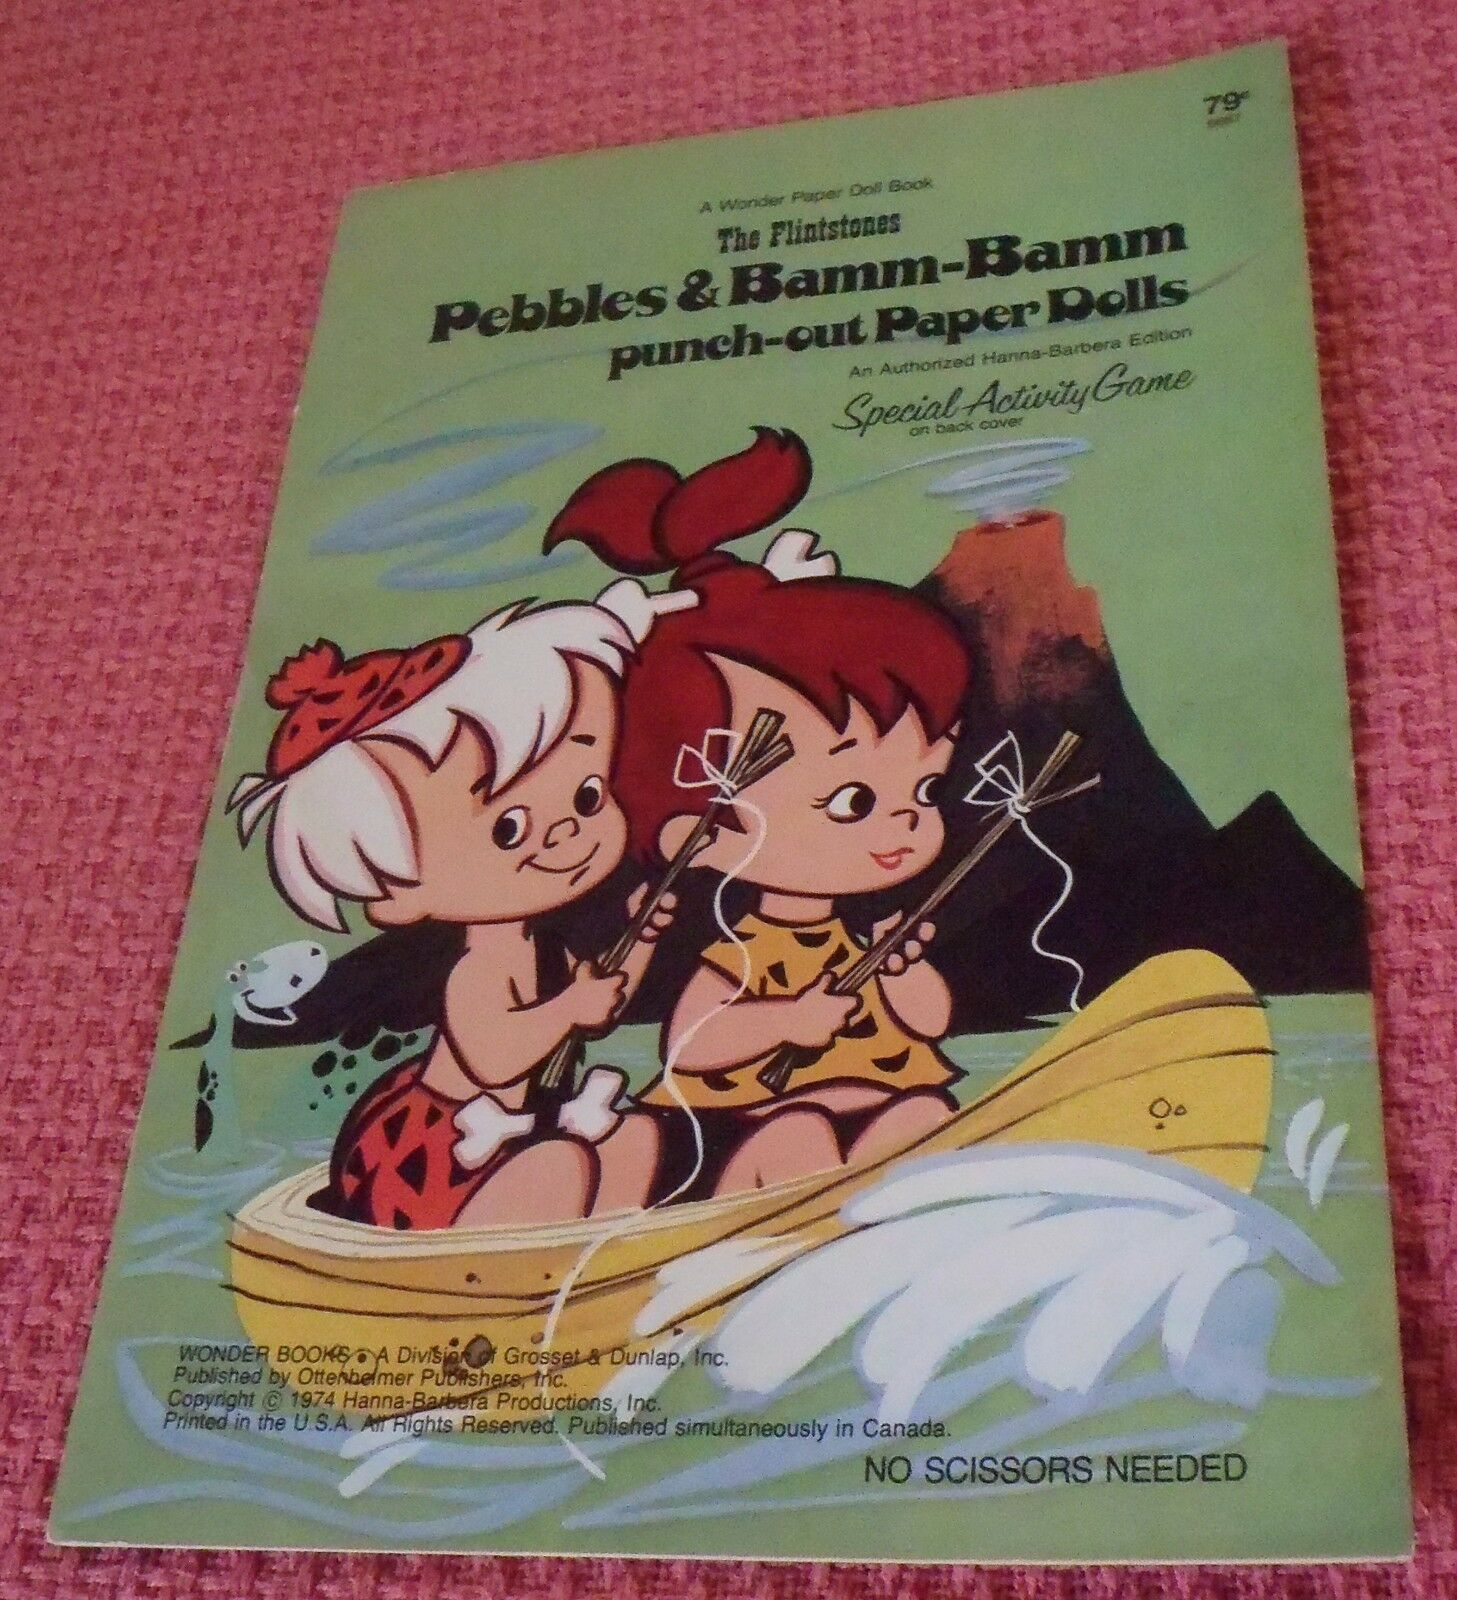 79¢
A Wonder Paper Doll Book
The Flintstones
Pebbles & Bamm-Bamm
punch-out Paper Dolls
An Authorized Hanna-Barbera Edition
Special Activity Game
on back cover
WONDER BOOKS • A Division of Grosset & Dunlap, Inc.
Published by Ottenheimer Publishers, Inc.
Copyright © 1974 Hanna-Barbera Productions, Inc.
Printed in the U.S.A. All Rights Reserved. Published simultaneously in Canada.
NO SCISSORS NEEDED